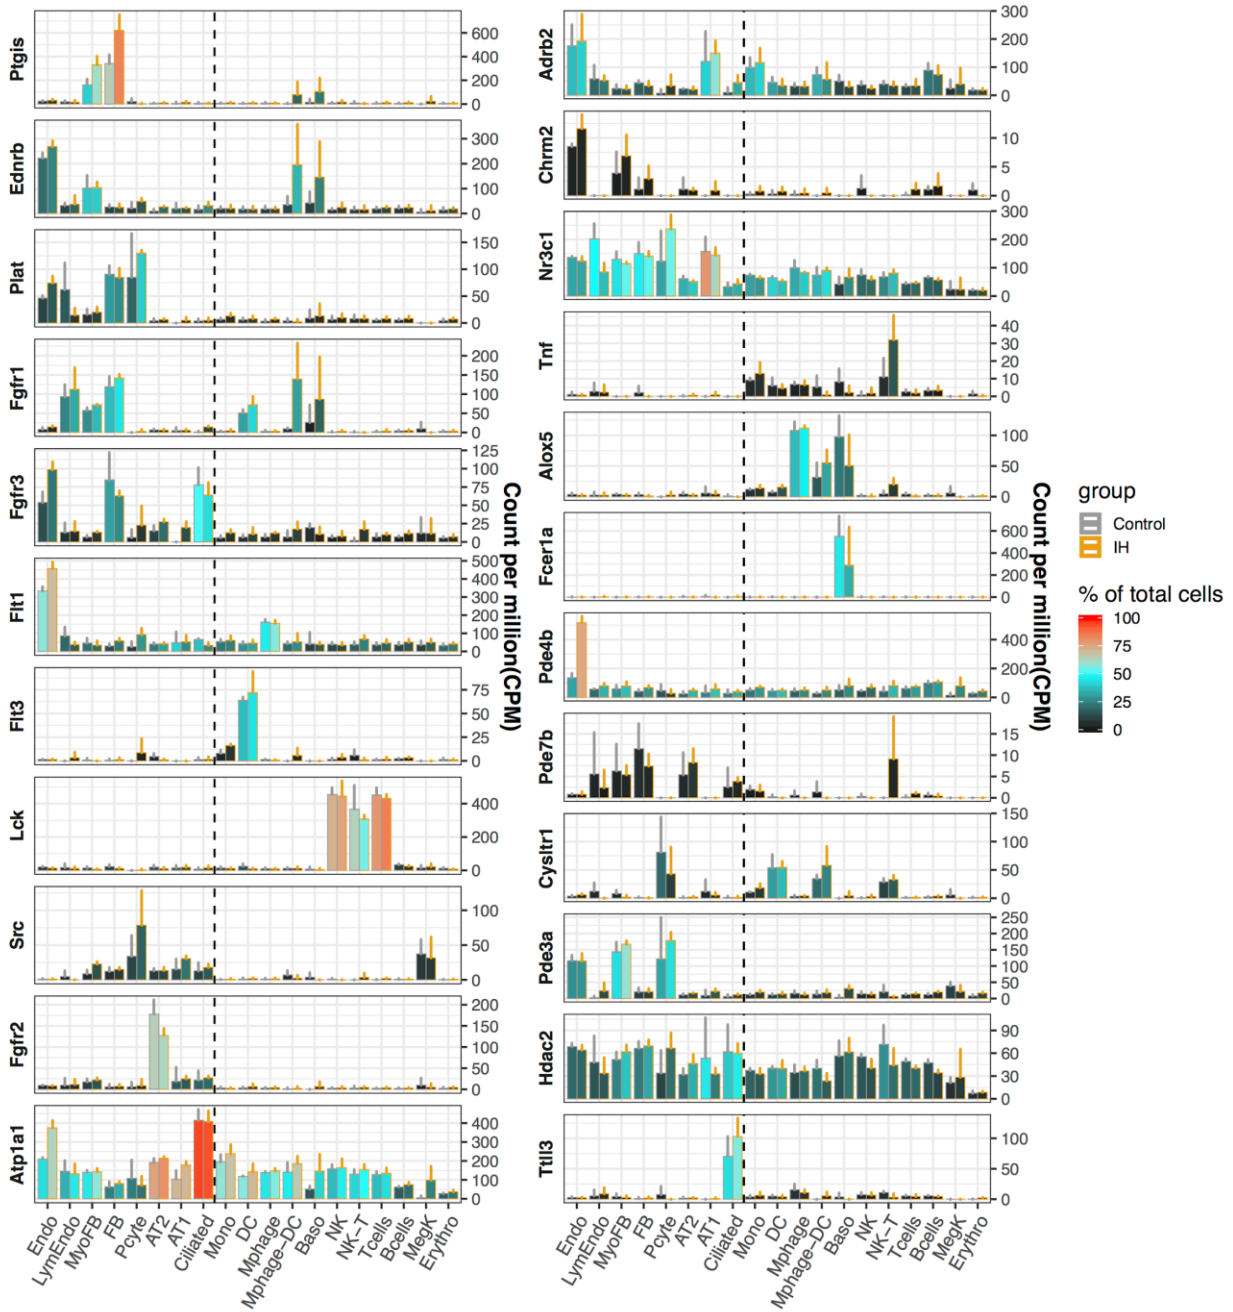 Ptgis
600
400
200
0
Ednrb
300
200
100
0
Plat
150
100
50
0
Fgfr1
200
150
100
50
0
Fgfr3
125
100
75
50
25
0
Flt1
500
400
300
200
100
0
Flt3
75
50
25
0
Lck
400
200
0
Src
100
50
0
Fgfr2
200
150
100
50
0
Atp1a1
400
300
200
100
0
Count per million(CPM)
Endo
LymEndo
MyoFB
FB
Pcyte
AT2
AT1
Ciliated
Mono
DC
Mphage
Mphage-DC
Baso
NK
NK-T
Tcells
Bcells
MegK
Erythro
Adrb2
300
200
100
0
Chrm2
10
5
0
Nr3c1
300
200
100
0
Tnf
40
30
20
10
0
Alox5
100
50
0
Fcer1a
600
400
200
0
Pde4b
400
200
0
Pde7b
15
10
5
0
Cysltr1
150
100
50
0
Pde3a
250
200
150
100
50
0
Hdac2
90
60
30
0
Ttll3
100
50
0
Count per million(CPM)
Endo
LymEndo
MyoFB
FB
Pcyte
AT2
AT1
Ciliated
Mono
DC
Mphage
Mphage-DC
Baso
NK
NK-T
Tcells
Bcells
MegK
Erythro
group
Control
IH
% of total cells
100
75
50
25
0